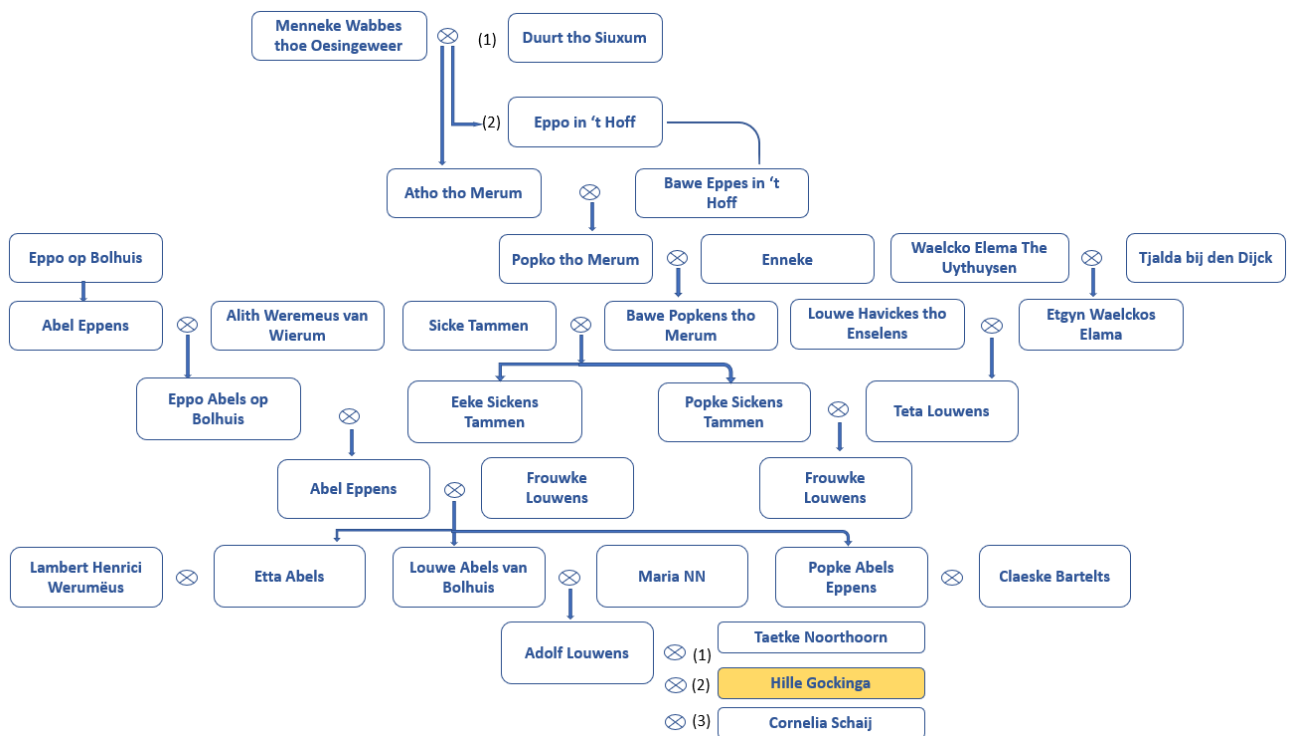 Menneke Wabbes
thoe Oesingeweer
(1)
Duurt tho Siuxum
(2)
Eppo in ‘t Hoff
Atho tho Merum
Bawe Eppes in ‘t
Hoff
Eppo op Bolhuis
Popko tho Merum
Enneke
Waelcko Elema The
Uythuysen
Tjalda bij den Dijck
Abel Eppens
Alith Weremeus van
Wierum
Sicke Tammen
Bawe Popkens tho
Merum
Louwe Havickes tho
Enselens
Etgyn Waelckos
Elama
Eppo Abels op
Bolhuis
Eeke Sickens
Tammen
Popke Sickens
Tammen
Teta Louwens
Abel Eppens
Frouwke
Louwens
Frouwke
Louwens
Lambert Henrici
Werumëus
Etta Abels
Louwe Abels van
Bolhuis
Maria NN
Popke Abels
Eppens
Claeske Bartelts
Adolf Louwens
(1)
Taetke Noorthoorn
(2)
Hille Gockinga
(3)
Cornelia Schaij